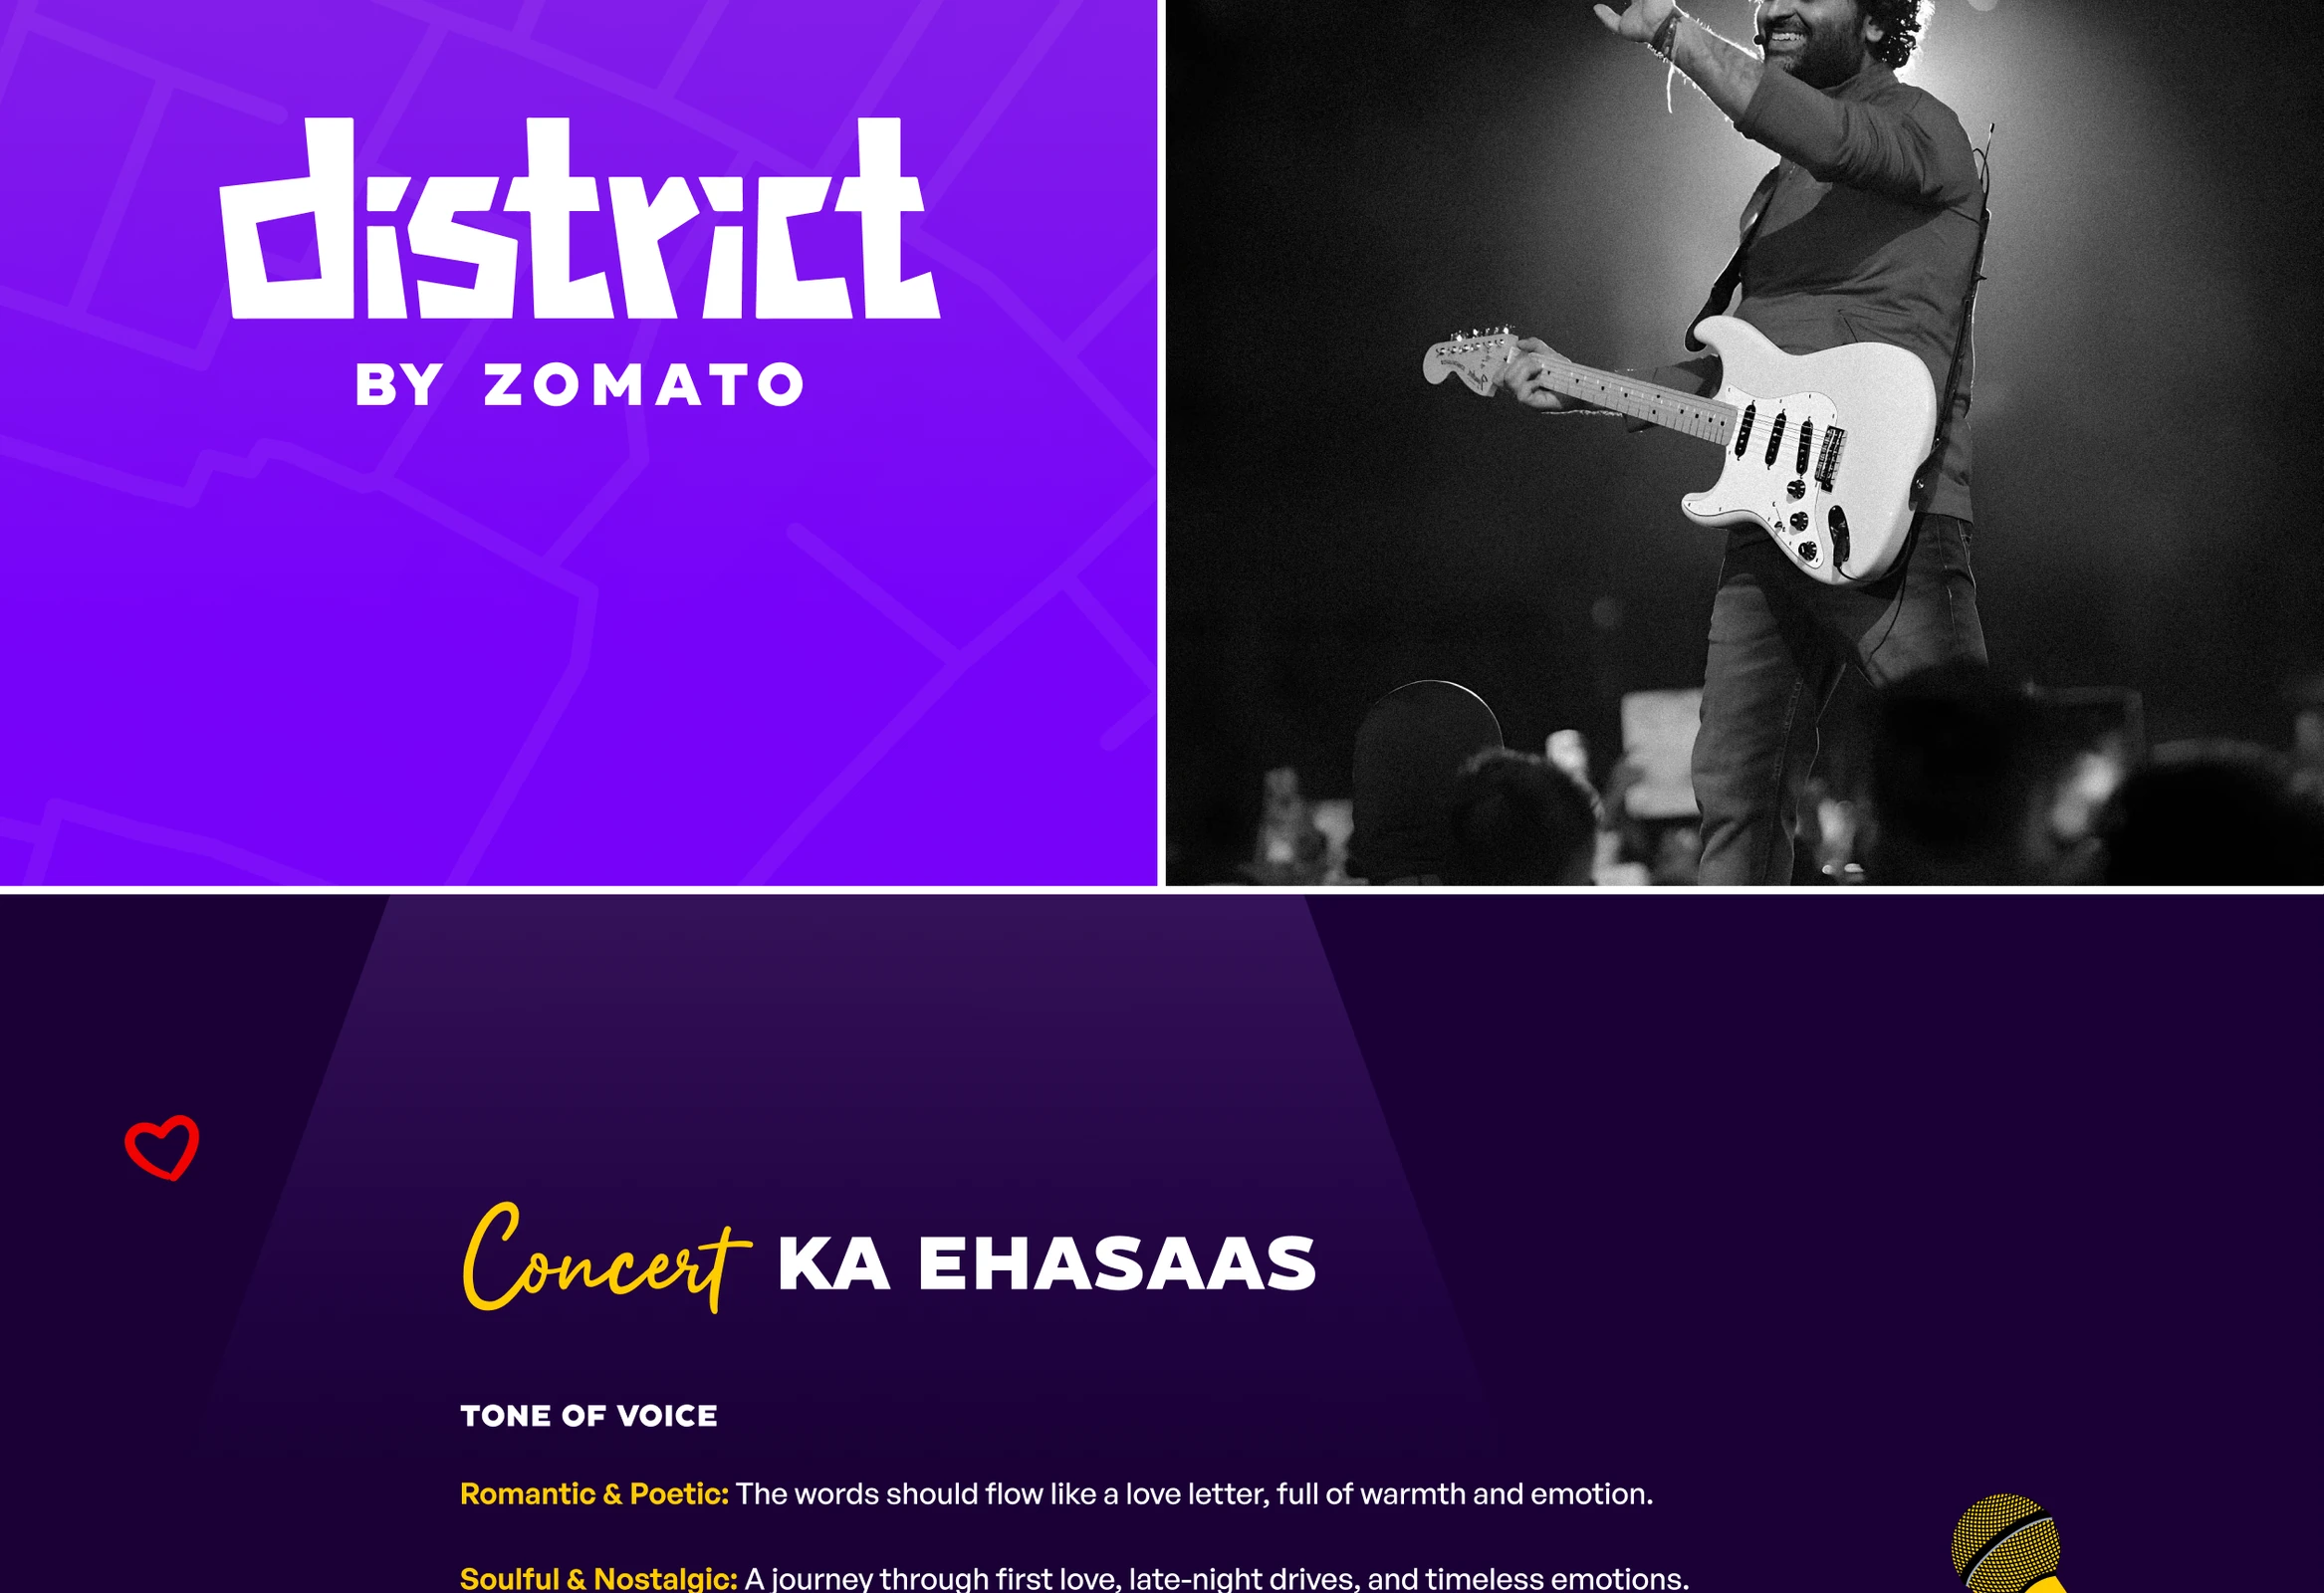 district
BY ZOMATO
Concert KA EHASAAS
TONE OF VOICE
Romantic & Poetic: The words should flow like a love letter, full of warmth and emotion.
Soulful & Nostalgic: A journey through first love, late-night drives, and timeless emotions.